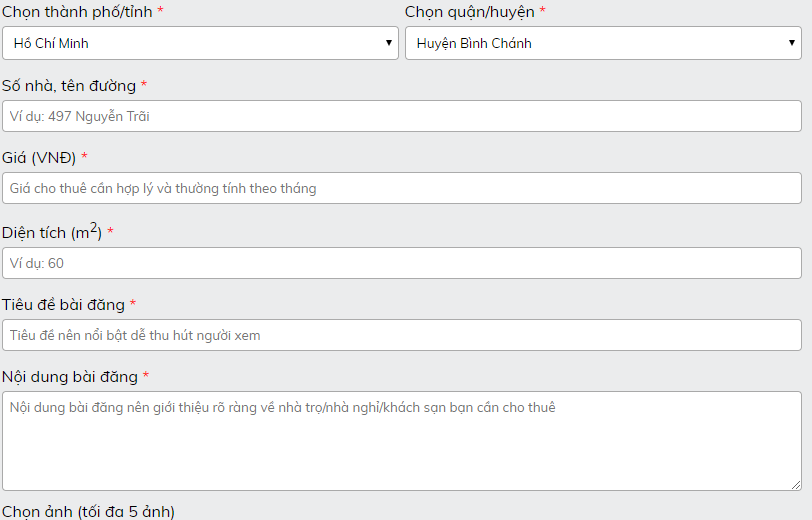 Chọn thành phố/tỉnh * Chọn quận/huyện *
Hồ Chí Minh Huyện Bình Chánh
Số nhà, tên đường *
Ví dụ: 497 Nguyễn Trãi
Giá (VNĐ) *
Giá cho thuê cần hợp lý và thường tính theo tháng
Diện tích (m²) *
Ví dụ: 60
Tiêu đề bài đăng *
Tiêu đề nên nổi bật dễ thu hút người xem
Nội dung bài đăng *
Nội dung bài đăng nên giới thiệu rõ ràng về nhà trọ/nhà nghỉ/khách sạn bạn cần cho thuê
Chọn ảnh (tối đa 5 ảnh)